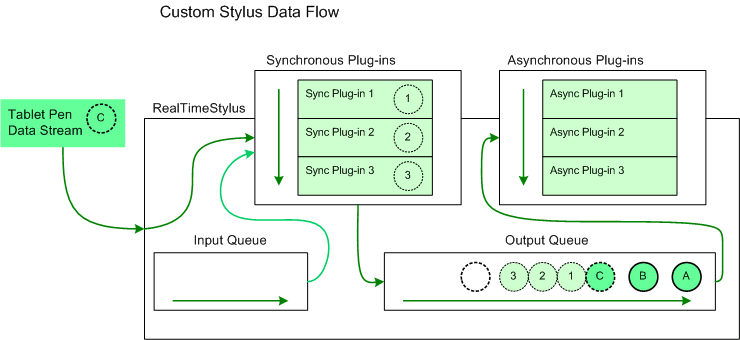 Custom Stylus Data Flow
Synchronous Plug-ins
Asynchronous Plug-ins
Tablet Pen
Data Stream
C
RealTimeStylus
Sync Plug-in 1
1
Sync Plug-in 2
2
Sync Plug-in 3
3
Async Plug-in 1
Async Plug-in 2
Async Plug-in 3
Input Queue
Output Queue
3 2 1 C B A